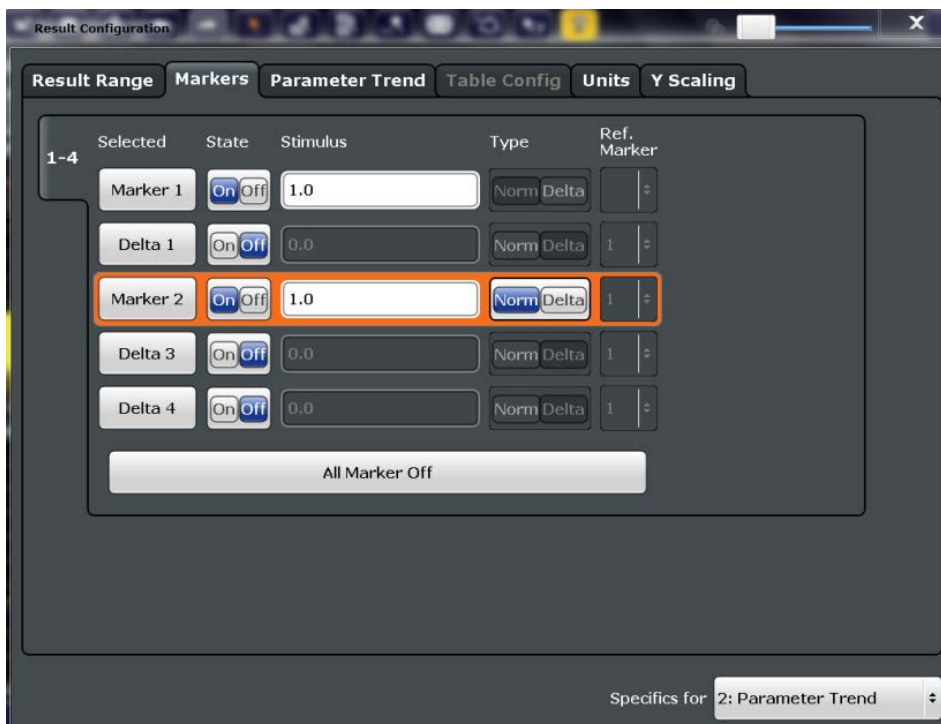 Result Configuration X
Result Range Markers Parameter Trend Table Config Units Y Scaling
1-4
Selected State Stimulus Type Ref. Marker
Marker 1 On Off 1.0 Norm Delta
Delta 1 On Off 0.0 Norm Delta 1
Marker 2 On Off 1.0 Norm Delta 1
Delta 3 On Off 0.0 Norm Delta 1
Delta 4 On Off 0.0 Norm Delta 1
All Marker Off
Specifics for 2: Parameter Trend